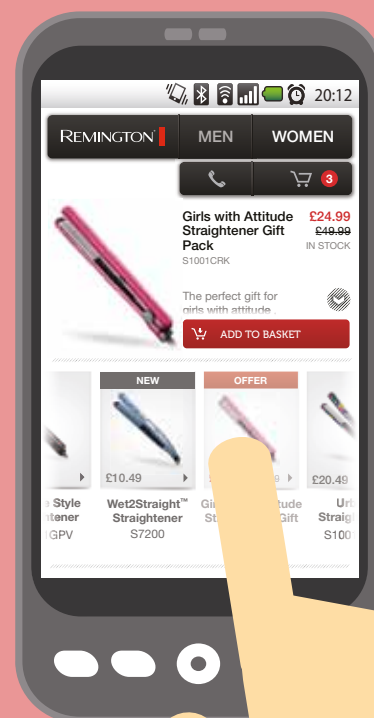 20:12
REMINGTON
MEN
WOMEN
3
Girls with Attitude
Straightener Gift
Pack
S1001CRK
£24.99
£49.99
IN STOCK
The perfect gift for
girls with attitude .
ADD TO BASKET
NEW
OFFER
£10.49
9
£20.49
Style
Wet2Straight™
Straightener
S7200
GPV
Gift
S100